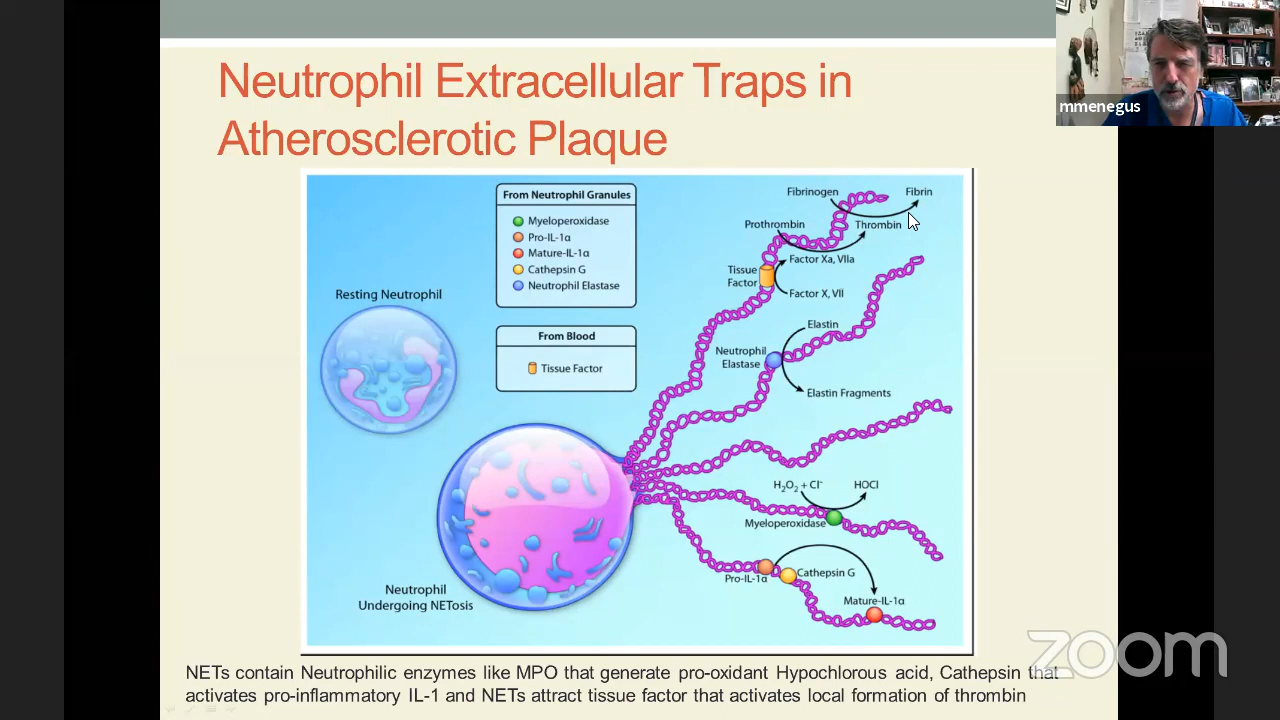 Neutrophil Extracellular Traps in
Atherosclerotic Plaque
mmenegus
From Neutrophil Granules
Myeloperoxidase
Pro-IL-1α
Mature-IL-1α
Cathepsin G
Neutrophil Elastase
From Blood
Tissue Factor
Resting Neutrophil
Neutrophil
Undergoing NETosis
Fibrinogen
Fibrin
Prothrombin
Thrombin
Tissue
Factor
Factor Xa, VIIa
Factor X, VII
Elastin
Neutrophil
Elastase
Elastin Fragments
H₂O₂ + Cl⁻
HOCl
Myeloperoxidase
Pro-IL-1α
Cathepsin G
Mature-IL-1α
zoom
NETs contain Neutrophilic enzymes like MPO that generate pro-oxidant Hypochlorous acid, Cathepsin that
activates pro-inflammatory IL-1 and NETs attract tissue factor that activates local formation of thrombin